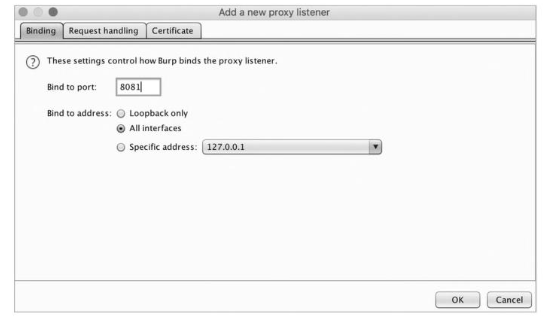 Add a new proxy listener
Binding Request handling Certificate
? These settings control how Burp binds the proxy listener.
Bind to port: 8081
Bind to address: Loopback only
All interfaces
Specific address: 127.0.0.1
OK Cancel